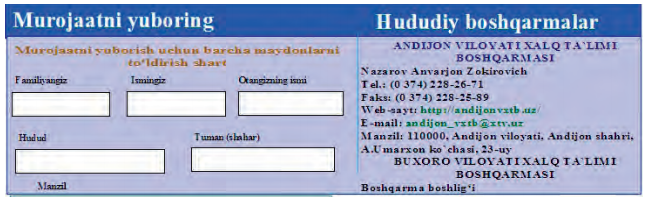 Murojaatni yuboring
Murojaatni yuborish uchun barcha maydonlarni
to‘ldirish shart
Familiyangiz Ismingiz Otangizning ismi
Hudud Tuman (shahar)
Manzil
Hududiy boshqarmalar
ANDIJON VILOYATI XALQ TA`LIMI
BOSHQARMASI
Nazarov Anvarjon Zokirovich
Tel.: (0 374) 228-26-71
Faks: (0 374) 228-25-89
Web-sayt: http://andijonvxtb.uz/
E-mail: andijon_vxtb@xtv.uz
Manzil: 110000, Andijon viloyati, Andijon shahri,
A.Umarxon ko`chasi, 23-uy
BUXORO VILOYATI XALQ TA`LIMI
BOSHQARMASI
Boshqarma boshlig‘i